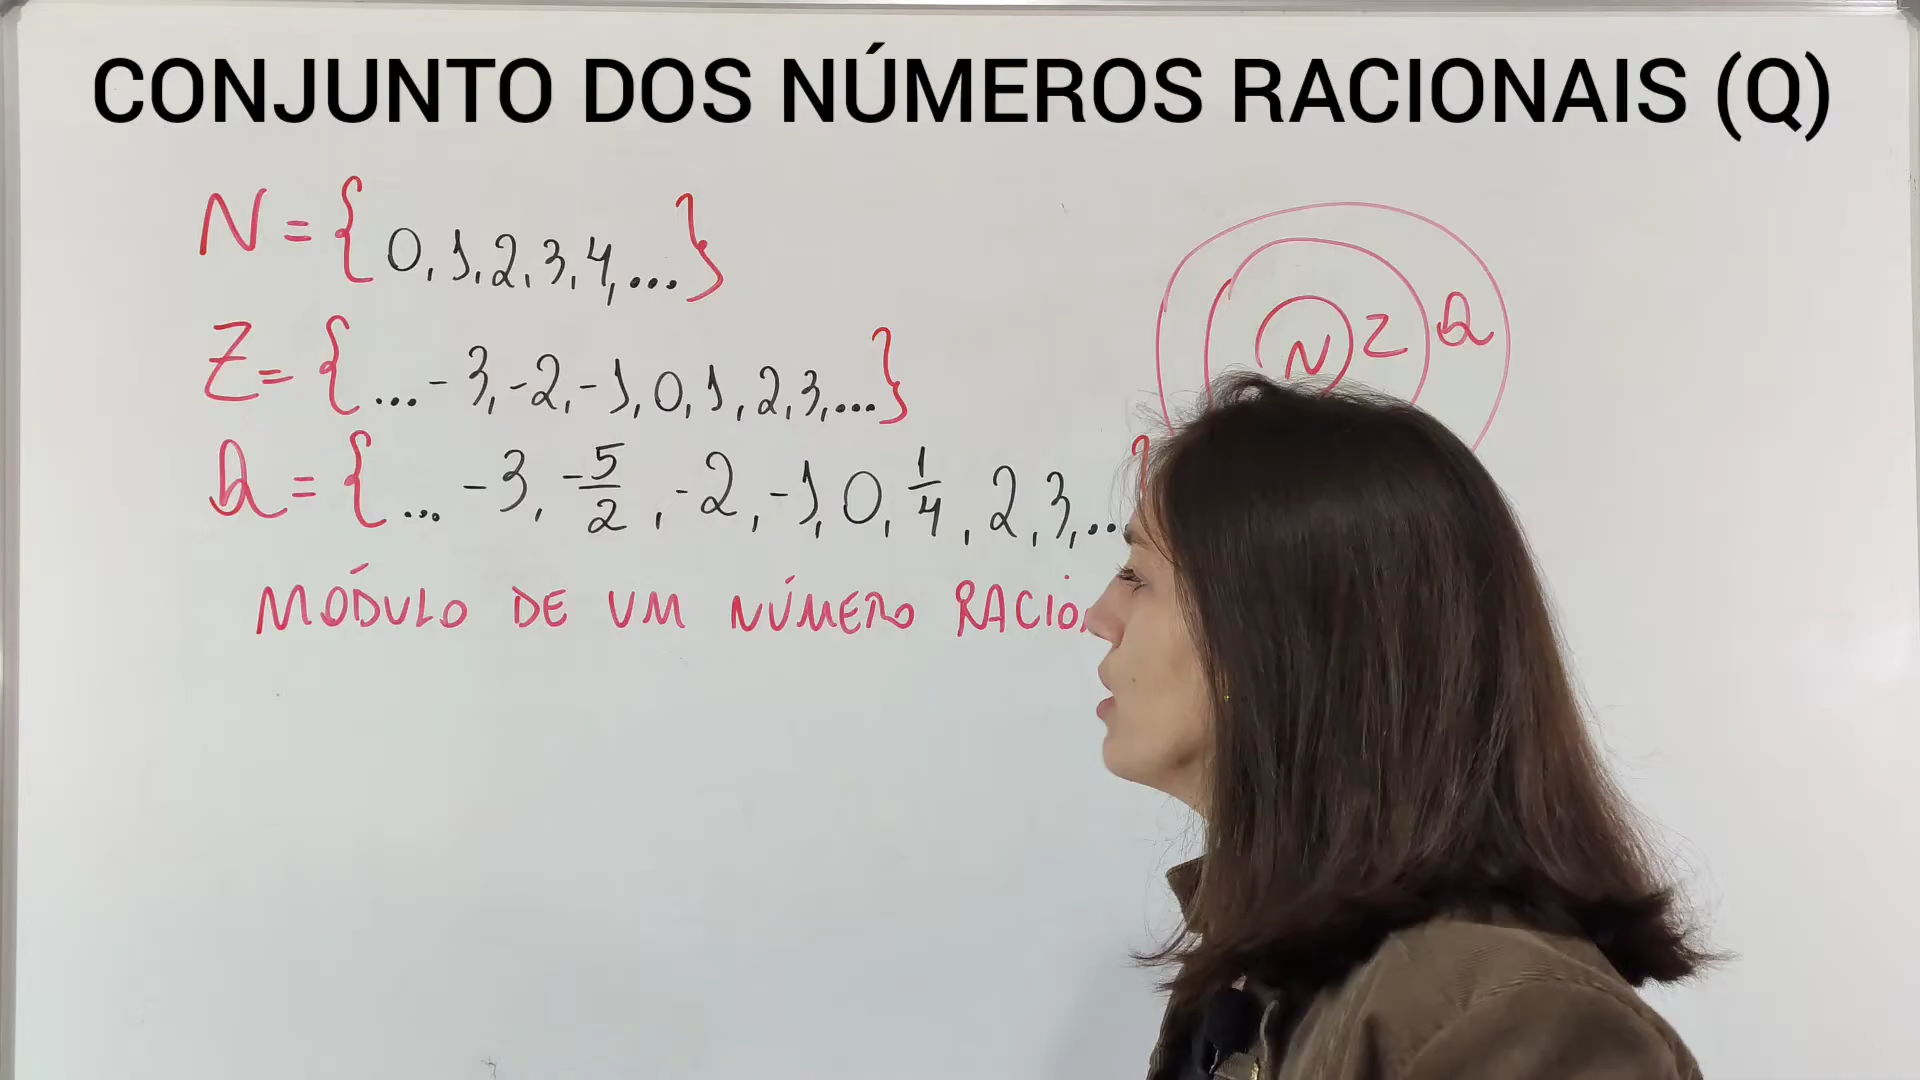 CONJUNTO DOS NÚMEROS RACIONAIS (Q)
N = { 0, 1, 2, 3, 4, ... }
Z = { ... -3, -2, -1, 0, 1, 2, 3, ... }
Q = { ... -3, -5/2, -2, -1, 0, 1/4, 2, 3, ... }
N Z Q
MÓDULO DE UM NÚMERO